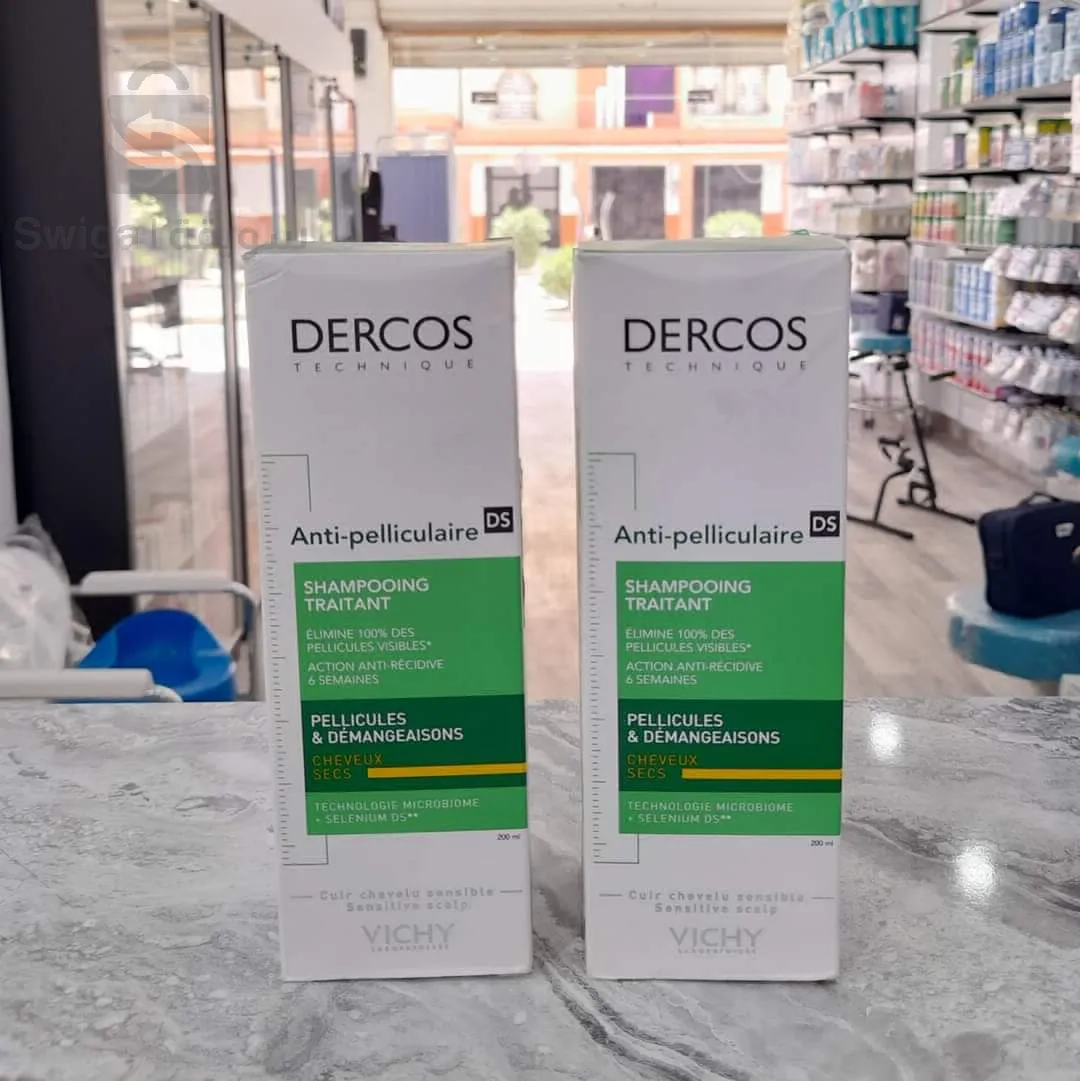 DERCOS
TECHNIQUE
Anti-pelliculaire DS
SHAMPOOING
TRAITANT
ÉLIMINE 100% DES
PELLICULES VISIBLES*
ACTION ANTI-RÉCIDIVE
6 SEMAINES
PELLICULES
& DÉMANGEAISONS
CHEVEUX
SECS
TECHNOLOGIE MICROBIOME
+ SELENIUM DS**
200 ml
Cuir chevelu sensible
Sensitive scalp
VICHY
LABORATOIRES
DERCOS
TECHNIQUE
Anti-pelliculaire DS
SHAMPOOING
TRAITANT
ÉLIMINE 100% DES
PELLICULES VISIBLES*
ACTION ANTI-RÉCIDIVE
6 SEMAINES
PELLICULES
& DÉMANGEAISONS
CHEVEUX
SECS
TECHNOLOGIE MICROBIOME
+ SELENIUM DS**
200 ml
Cuir chevelu sensible
Sensitive scalp
VICHY
LABORATOIRES